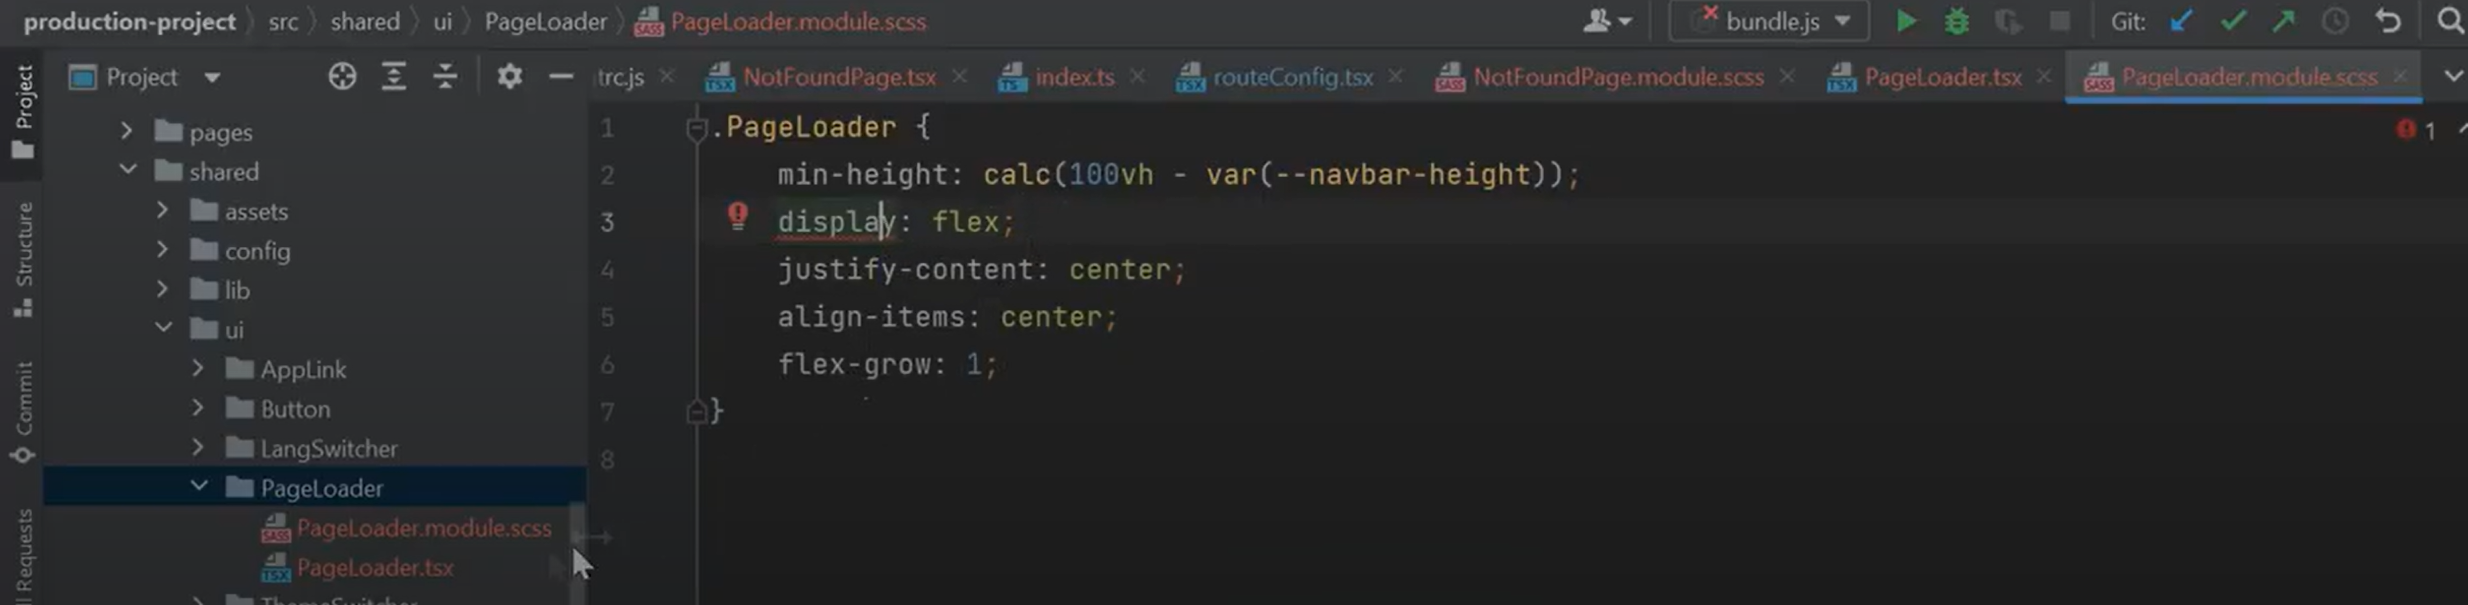 production-project src shared ui PageLoader PageLoader.module.scss bundle.js Git:
Project
Project trc.js NotFoundPage.tsx index.ts routeConfig.tsx NotFoundPage.module.scss PageLoader.tsx PageLoader.module.scss
pages
shared
assets
config
lib
ui
AppLink
Button
LangSwitcher
PageLoader
PageLoader.module.scss
PageLoader.tsx
ThemeSwitcher
Structure
Commit
ll Requests
1 .PageLoader {
2 min-height: calc(100vh - var(--navbar-height));
3 display: flex;
4 justify-content: center;
5 align-items: center;
6 flex-grow: 1;
7 }
8
1